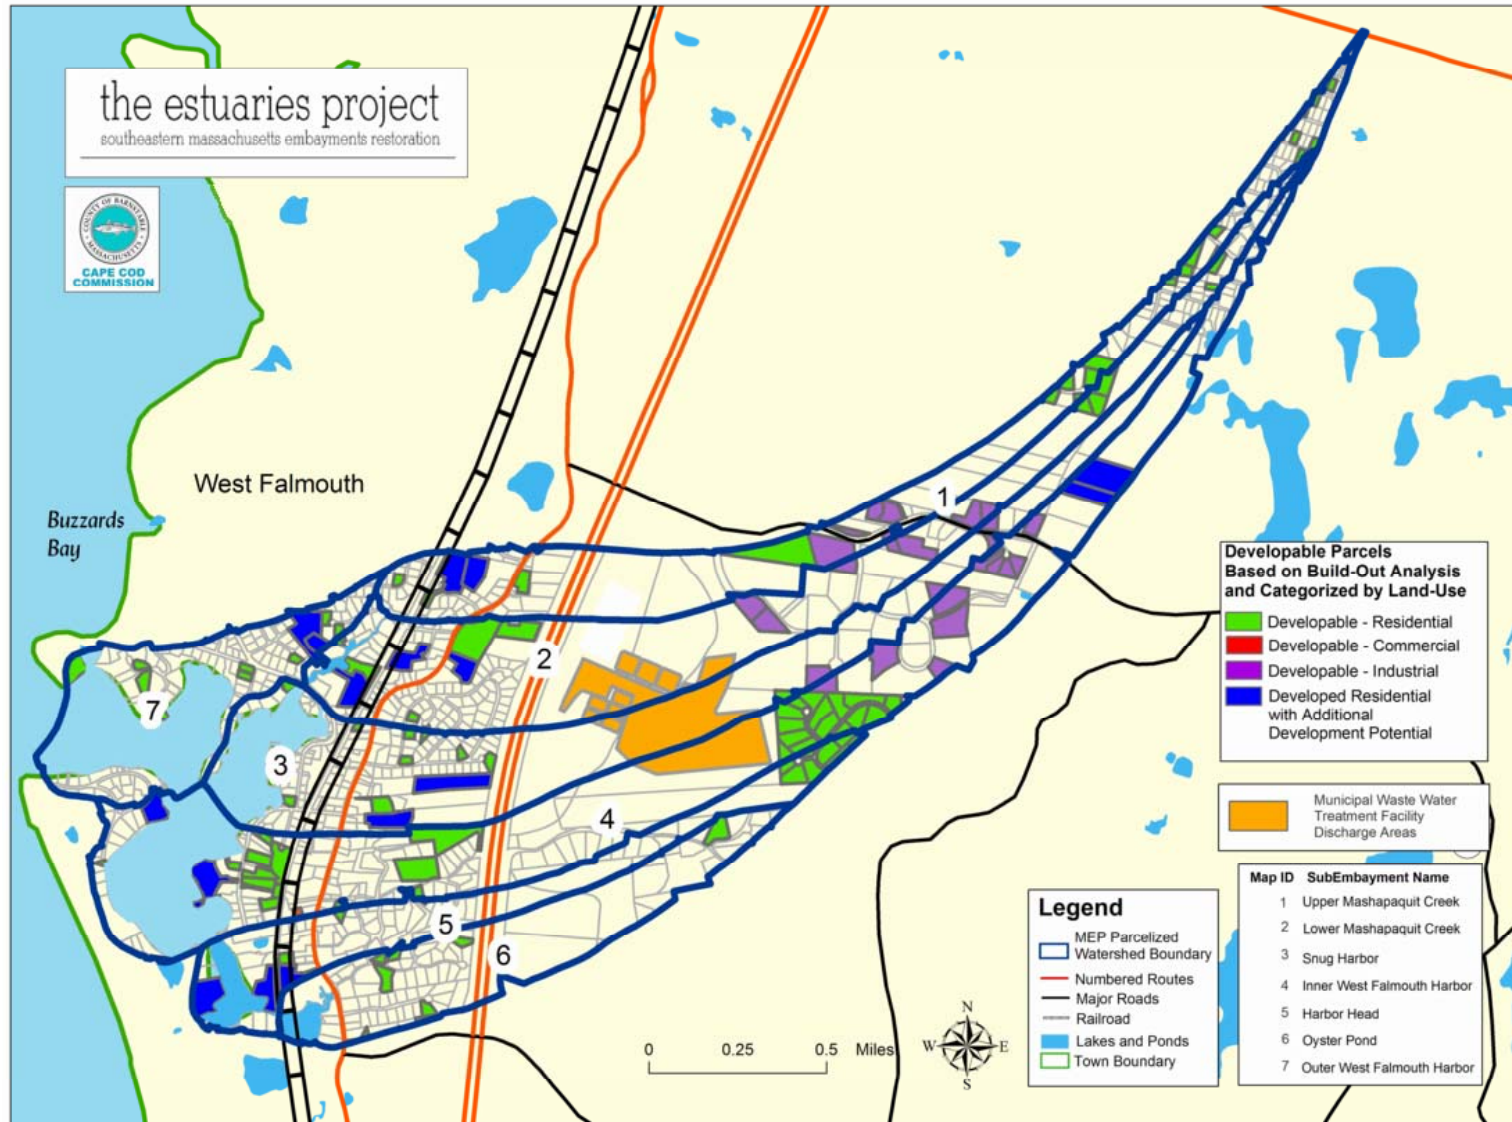 the estuaries project
southeastern massachusetts embayments restoration
COUNTY OF BARNSTABLE
MASSACHUSETTS
CAPE COD
COMMISSION
West Falmouth
Buzzards
Bay
1
2
3
4
5
6
7
Developable Parcels
Based on Build-Out Analysis
and Categorized by Land-Use
Developable - Residential
Developable - Commercial
Developable - Industrial
Developed Residential
with Additional
Development Potential
Municipal Waste Water
Treatment Facility
Discharge Areas
Legend
MEP Parcelized
Watershed Boundary
Numbered Routes
Major Roads
Railroad
Lakes and Ponds
Town Boundary
Map ID SubEmbayment Name
1 Upper Mashapaquit Creek
2 Lower Mashapaquit Creek
3 Snug Harbor
4 Inner West Falmouth Harbor
5 Harbor Head
6 Oyster Pond
7 Outer West Falmouth Harbor
0 0.25 0.5 Miles
N
W E
S